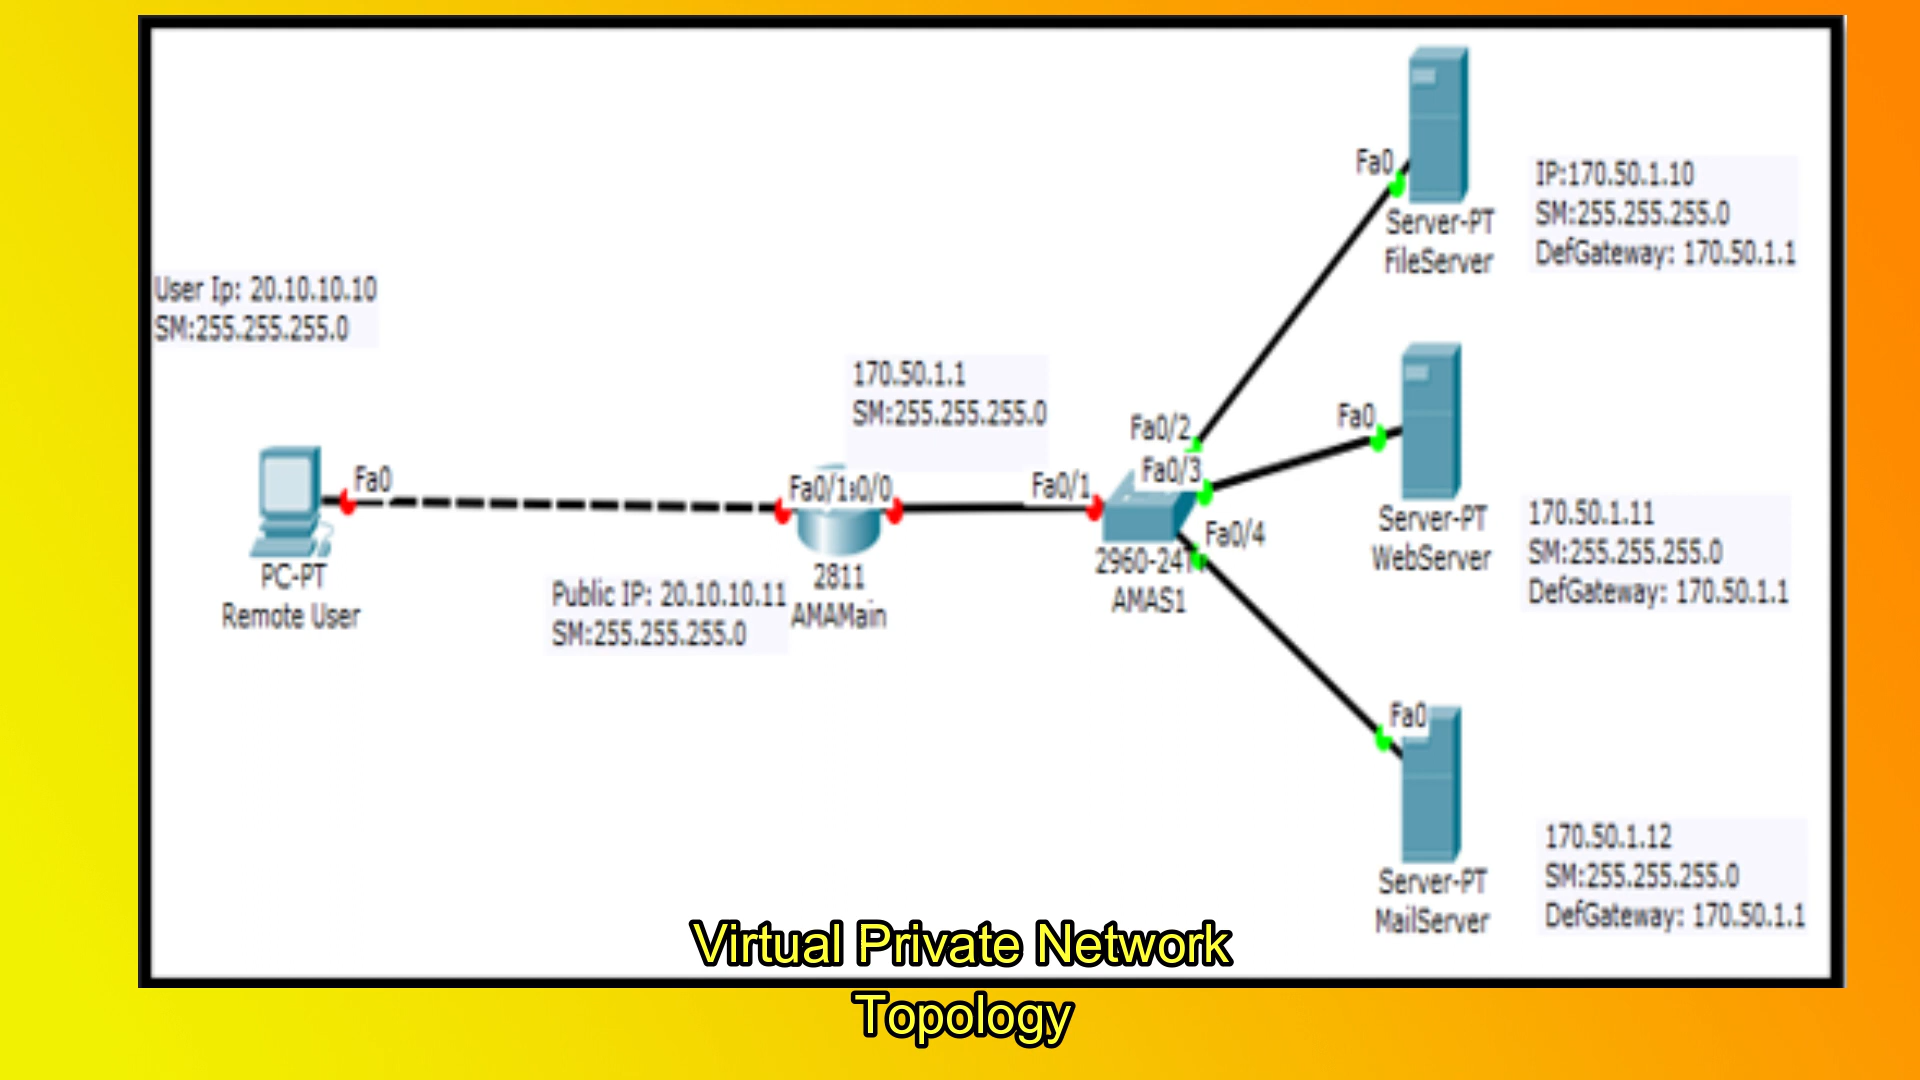 Fa0
IP:170.50.1.10
SM:255.255.255.0
DefGateway: 170.50.1.1
Server-PT
FileServer
User Ip: 20.10.10.10
SM:255.255.255.0
170.50.1.1
SM:255.255.255.0
Fa0/2
Fa0/3
Fa0
Fa0
Fa0/1
0/0
Fa0/1
Fa0/4
Server-PT
WebServer
170.50.1.11
SM:255.255.255.0
DefGateway: 170.50.1.1
PC-PT
Remote User
Public IP: 20.10.10.11
SM:255.255.255.0
2811
AMAMain
2960-24
AMAS1
Fa0
Server-PT
MailServer
170.50.1.12
SM:255.255.255.0
DefGateway: 170.50.1.1
Virtual Private Network
Topology